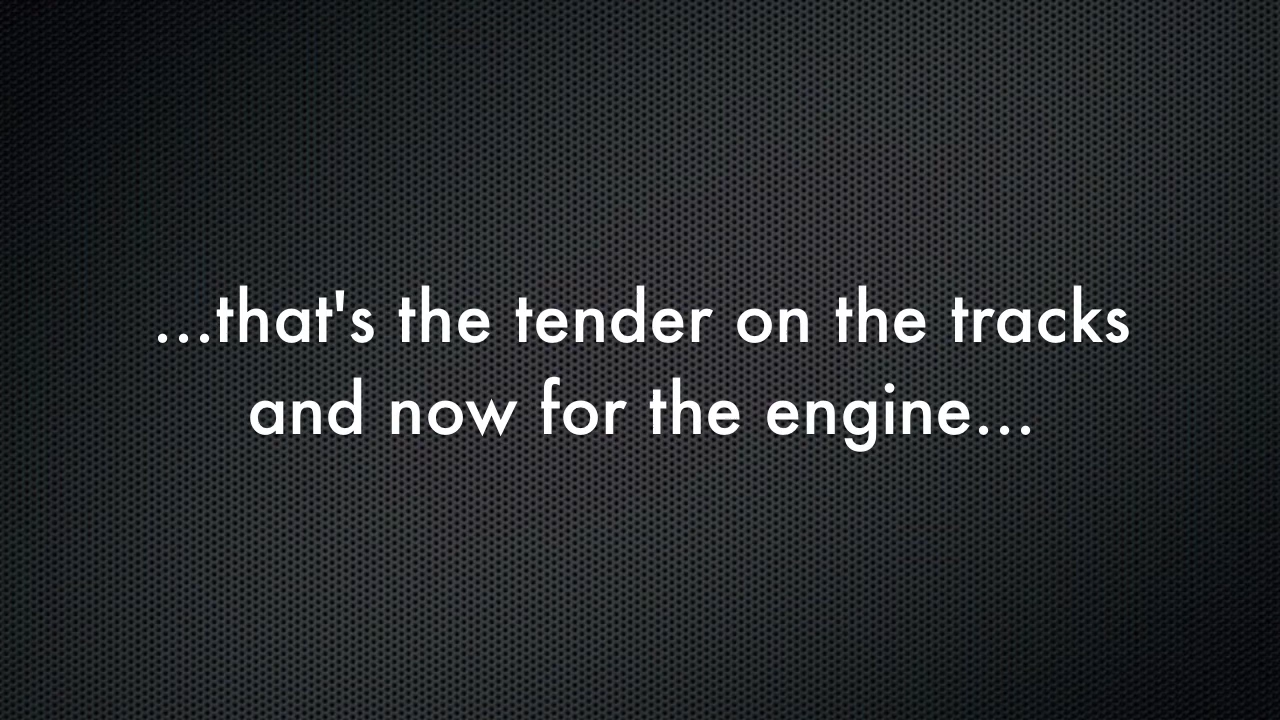 ...that's the tender on the tracks
and now for the engine...